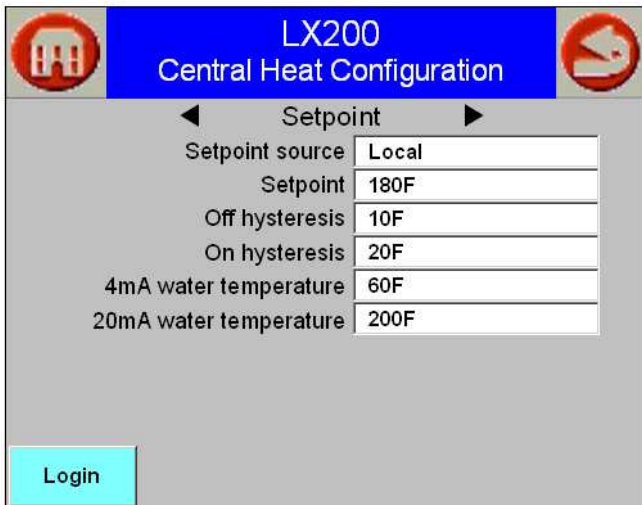 LX200
Central Heat Configuration
Setpoint
Setpoint source Local
Setpoint 180F
Off hysteresis 10F
On hysteresis 20F
4mA water temperature 60F
20mA water temperature 200F
Login